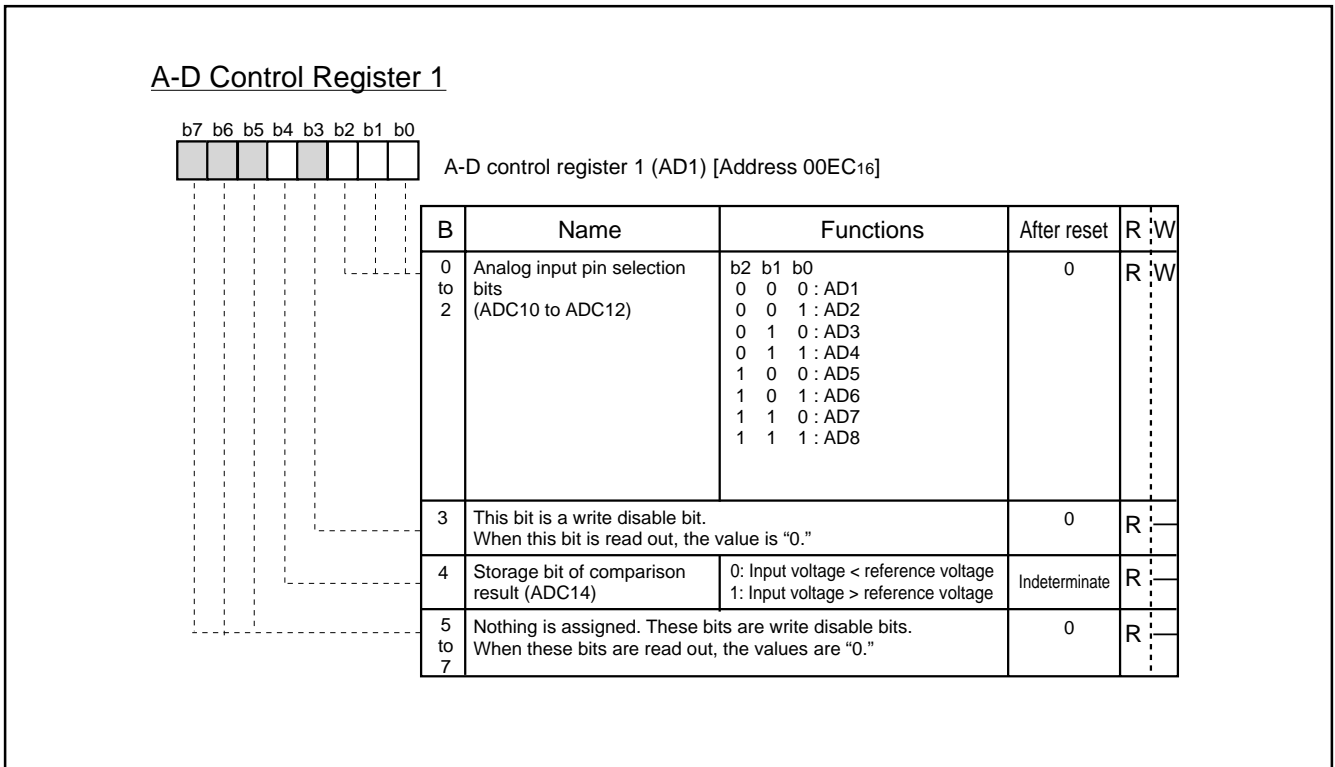 A-D Control Register 1
b7 b6 b5 b4 b3 b2 b1 b0
A-D control register 1 (AD1) [Address 00EC16]
B Name Functions After reset R W
0 to 2 Analog input pin selection bits (ADC10 to ADC12) 0 R W
b2 b1 b0
0 0 0 : AD1
0 0 1 : AD2
0 1 0 : AD3
0 1 1 : AD4
1 0 0 : AD5
1 0 1 : AD6
1 1 0 : AD7
1 1 1 : AD8
3 This bit is a write disable bit. 0 R —
When this bit is read out, the value is “0.”
4 Storage bit of comparison result (ADC14) Indeterminate R —
0: Input voltage < reference voltage
1: Input voltage > reference voltage
5 to 7 Nothing is assigned. These bits are write disable bits. 0 R —
When these bits are read out, the values are “0.”